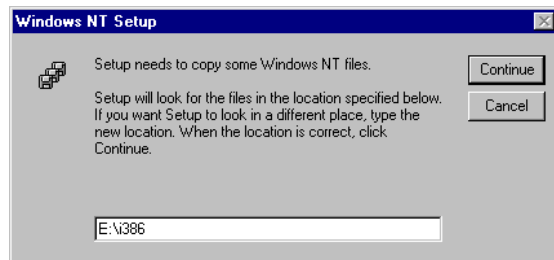 Windows NT Setup
Setup needs to copy some Windows NT files.
Continue
Setup will look for the files in the location specified below.
If you want Setup to look in a different place, type the
new location. When the location is correct, click
Continue.
Cancel
E:\i386